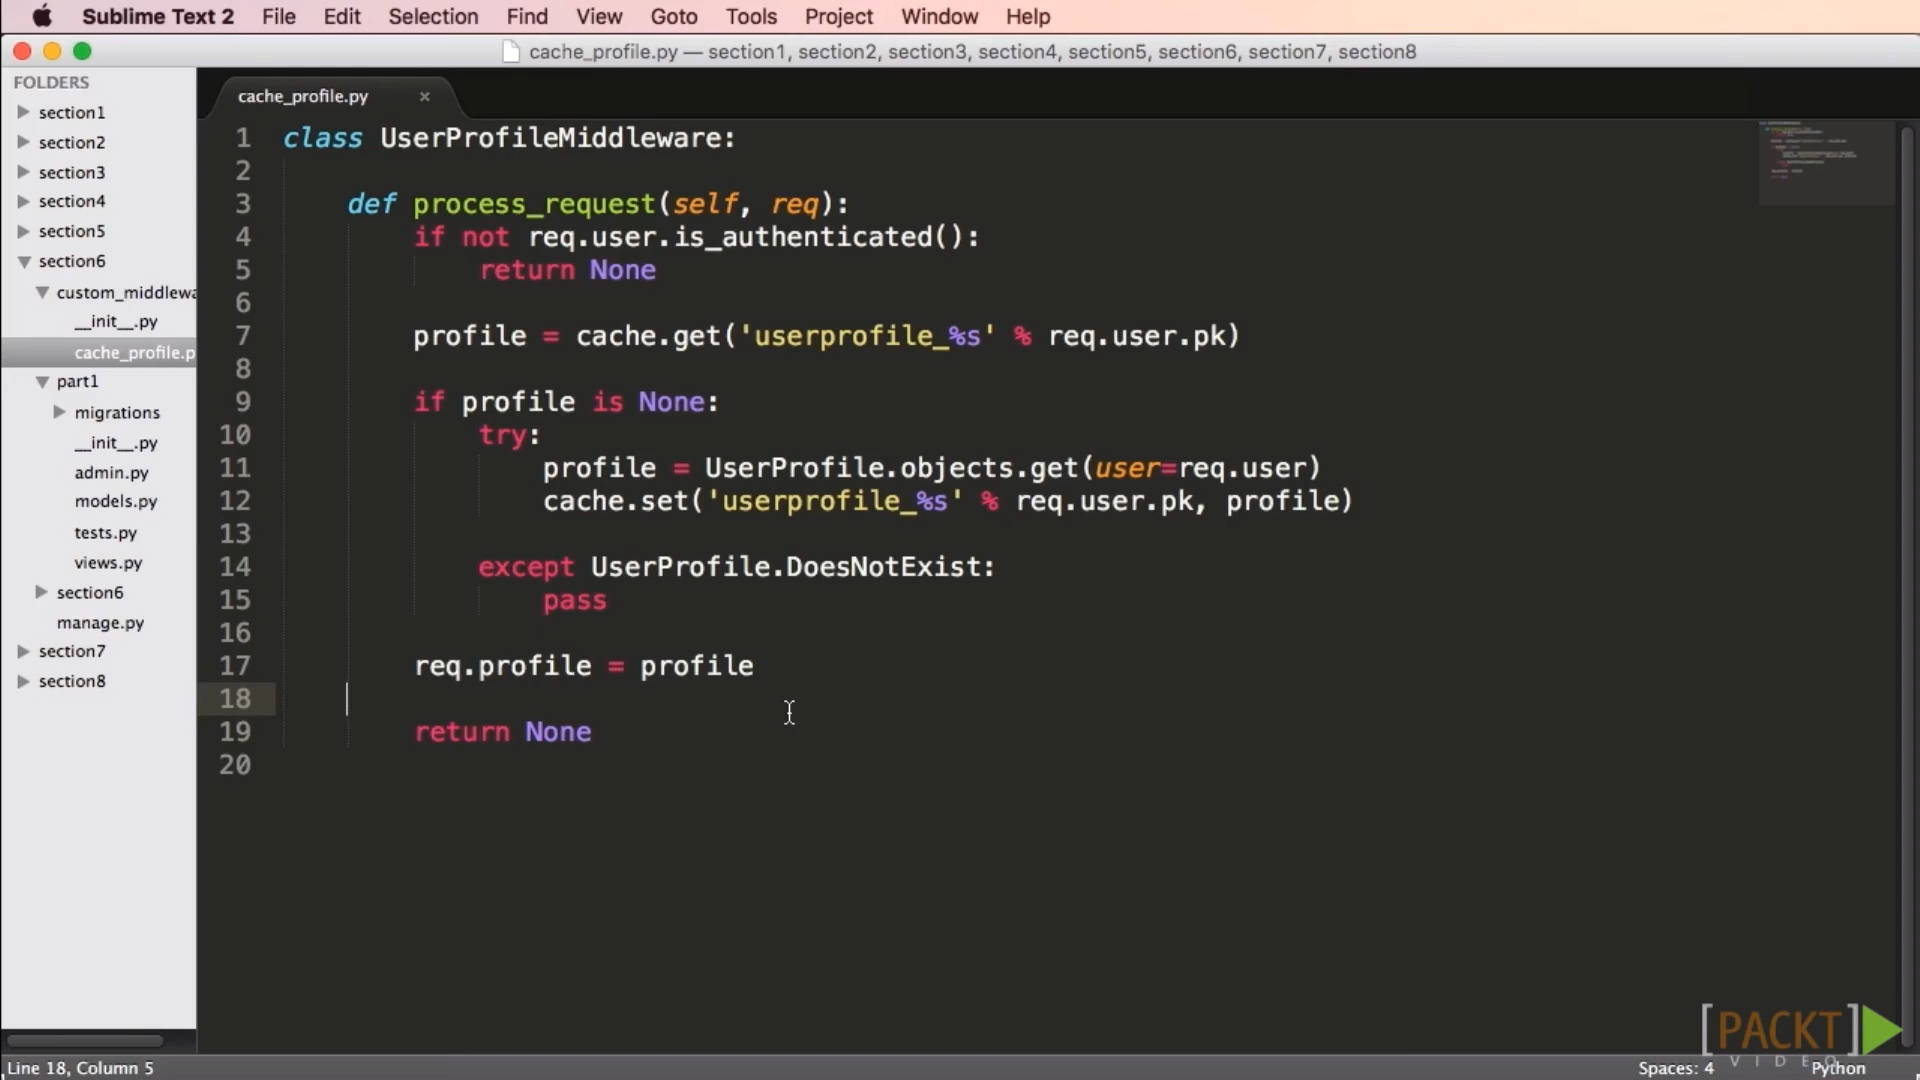 Sublime Text 2 File Edit Selection Find View Goto Tools Project Window Help
cache_profile.py — section1, section2, section3, section4, section5, section6, section7, section8
FOLDERS
section1
section2
section3
section4
section5
section6
custom_middlewa
__init__.py
cache_profile.p
part1
migrations
__init__.py
admin.py
models.py
tests.py
views.py
section6
manage.py
section7
section8
cache_profile.py ×
1 class UserProfileMiddleware:
2
3 def process_request(self, req):
4 if not req.user.is_authenticated():
5 return None
6
7 profile = cache.get('userprofile_%s' % req.user.pk)
8
9 if profile is None:
10 try:
11 profile = UserProfile.objects.get(user=req.user)
12 cache.set('userprofile_%s' % req.user.pk, profile)
13
14 except UserProfile.DoesNotExist:
15 pass
16
17 req.profile = profile
18
19 return None
20
[PACKT]
VIDEO
Line 18, Column 5 Spaces: 4 Python